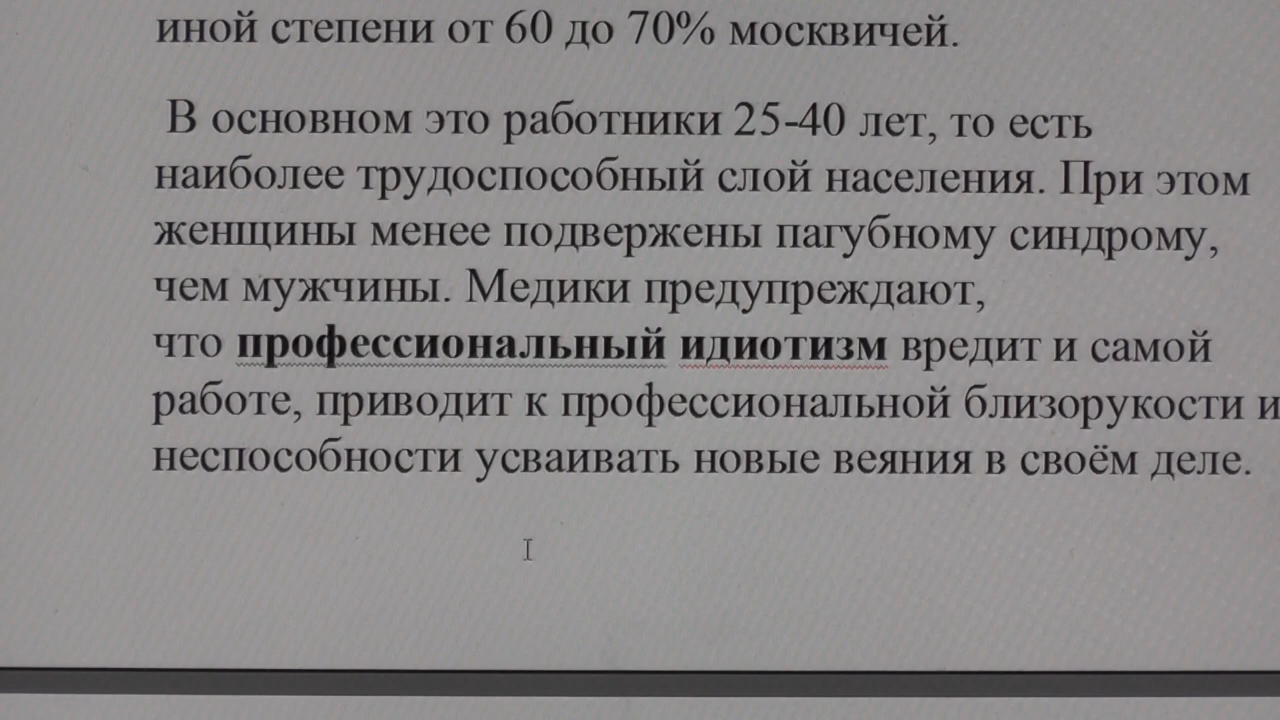 иной степени от 60 до 70% москвичей.
В основном это работники 25-40 лет, то есть
наиболее трудоспособный слой населения. При этом
женщины менее подвержены пагубному синдрому,
чем мужчины. Медики предупреждают,
что профессиональный идиотизм вредит и самой
работе, приводит к профессиональной близорукости и
неспособности усваивать новые веяния в своём деле.